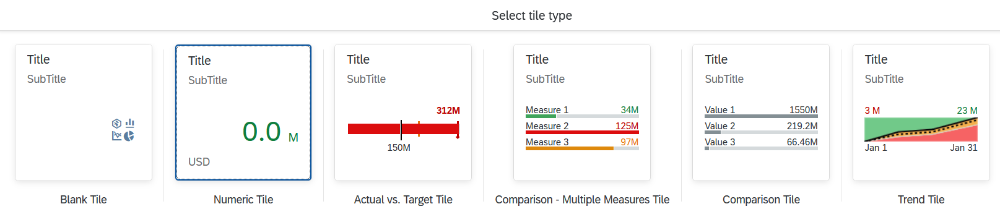 Select tile type
Title
SubTitle
Blank Tile
Title
SubTitle
0.0 M
USD
Numeric Tile
Title
SubTitle
312M
150M
Actual vs. Target Tile
Title
SubTitle
Measure 1 34M
Measure 2 125M
Measure 3 97M
Comparison - Multiple Measures Tile
Title
SubTitle
Value 1 1550M
Value 2 219.2M
Value 3 66.46M
Comparison Tile
Title
SubTitle
3 M 23 M
Jan 1 Jan 31
Trend Tile